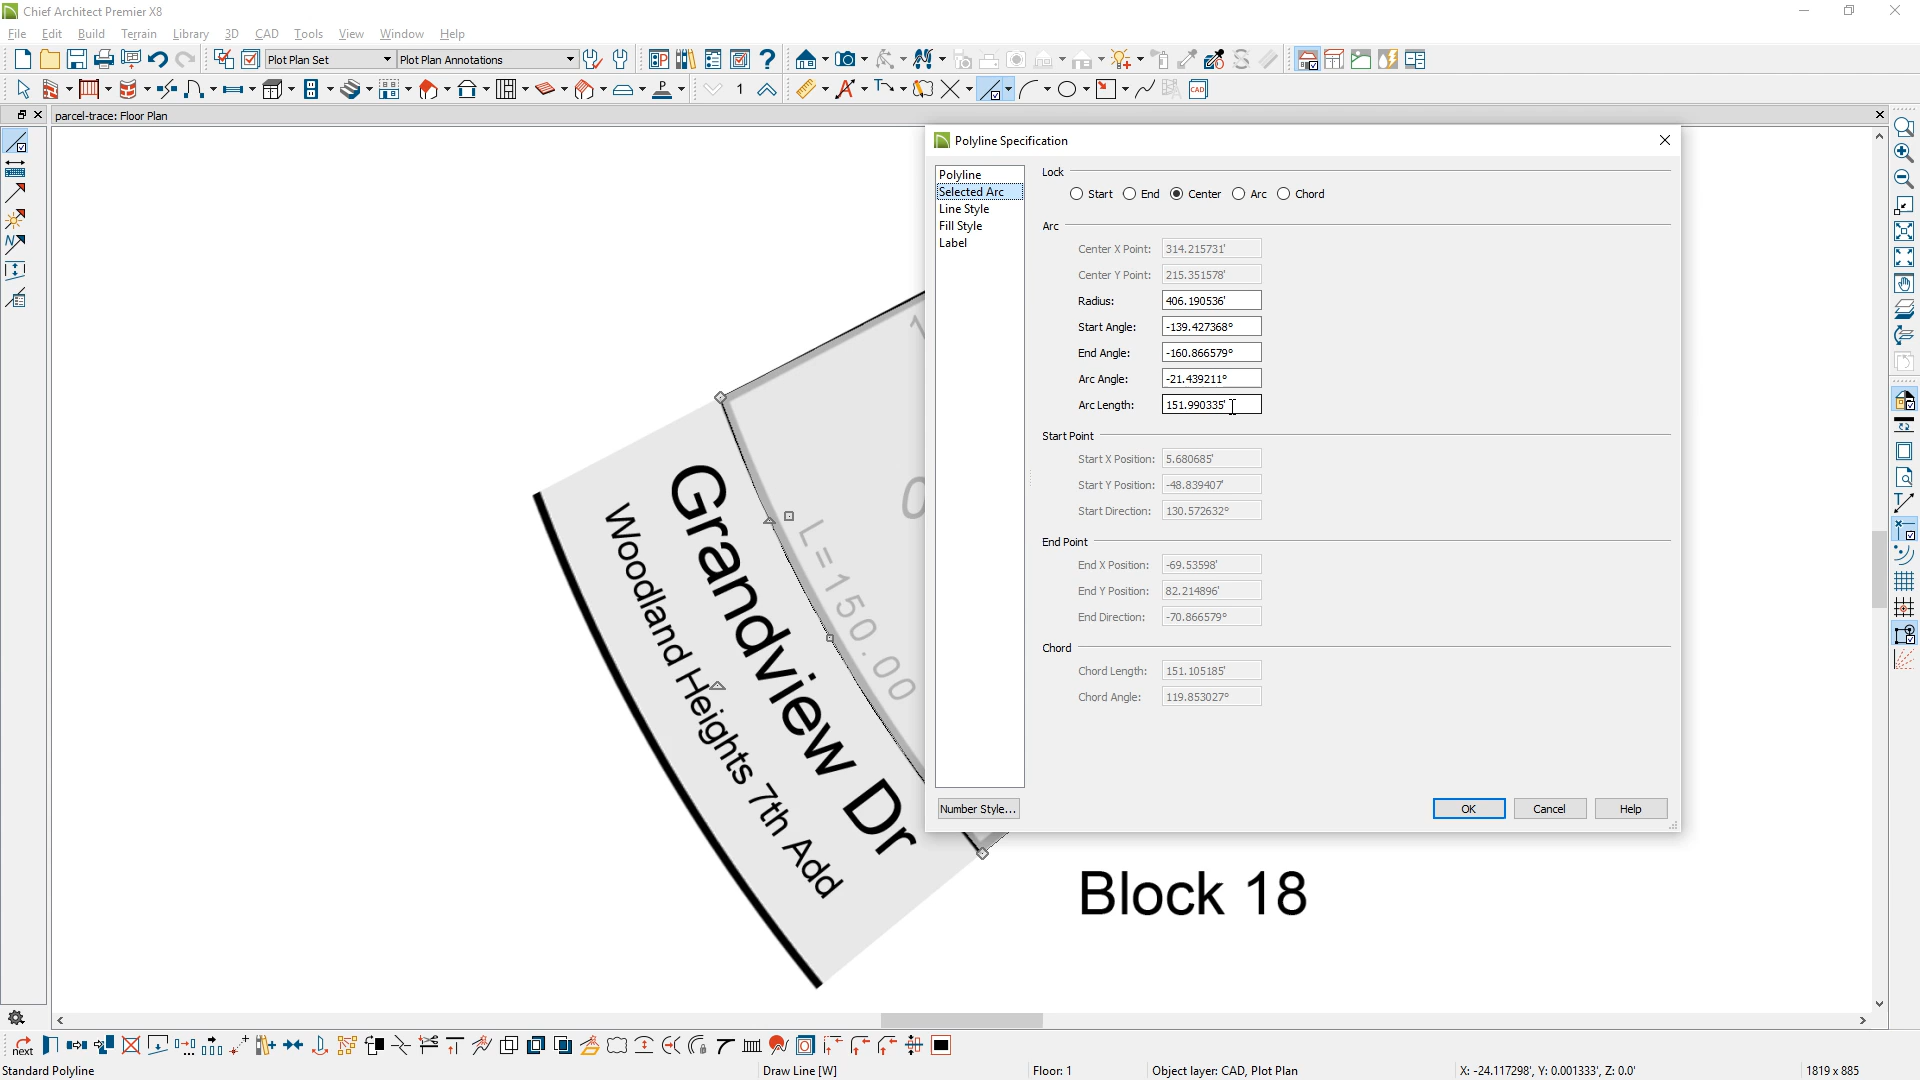 Chief Architect Premier X8
File Edit Build Terrain Library 3D CAD Tools View Window Help
Plot Plan Set Plot Plan Annotations
1
CAD
parcel-trace: Floor Plan
Polyline Specification
Polyline
Selected Arc
Line Style
Fill Style
Label
Lock
Start End Center Arc Chord
Arc
Center X Point: 314.215731'
Center Y Point: 215.351578'
Radius: 406.190536'
Start Angle: -139.427368°
End Angle: -160.866579°
Arc Angle: -21.439211°
Arc Length: 151.990335'
Start Point
Start X Position: 5.680685'
Start Y Position: -48.839407'
Start Direction: 130.572632°
End Point
End X Position: -69.53598'
End Y Position: 82.214896'
End Direction: -70.866579°
Chord
Chord Length: 151.105185'
Chord Angle: 119.853027°
Number Style... OK Cancel Help
L=150.00
Grandview Dr
Woodland Heights 7th Add
Block 18
next
Standard Polyline Draw Line [W] Floor: 1 Object layer: CAD, Plot Plan X: -24.117298', Y: 0.001333', Z: 0.0' 1819 x 885